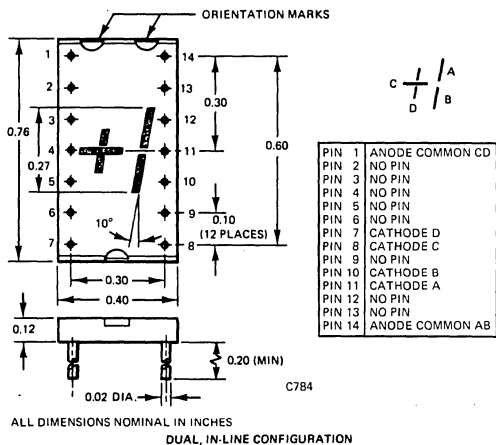 ORIENTATION MARKS
1 14
2 13
3 12
4 11
5 10
6 9
7 8
0.76
0.27
0.30
0.60
10°
0.10
(12 PLACES)
0.30
0.40
0.12
0.20 (MIN)
0.02 DIA.
C784
A
C
D
B
PIN 1 ANODE COMMON CD
PIN 2 NO PIN
PIN 3 NO PIN
PIN 4 NO PIN
PIN 5 NO PIN
PIN 6 NO PIN
PIN 7 CATHODE D
PIN 8 CATHODE C
PIN 9 NO PIN
PIN 10 CATHODE B
PIN 11 CATHODE A
PIN 12 NO PIN
PIN 13 NO PIN
PIN 14 ANODE COMMON AB
ALL DIMENSIONS NOMINAL IN INCHES
DUAL, IN-LINE CONFIGURATION